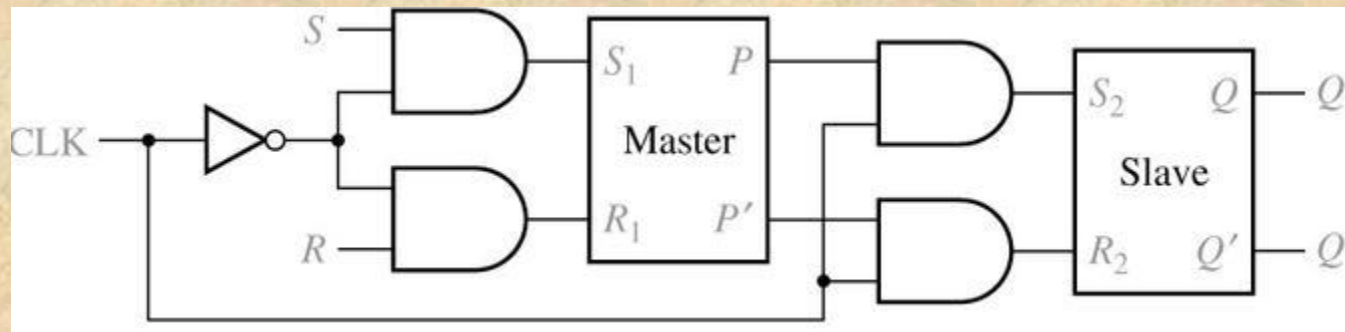 S
CLK
R
S₁ P
Master
R₁ P′
S₂ Q
Slave
R₂ Q′
Q
Q